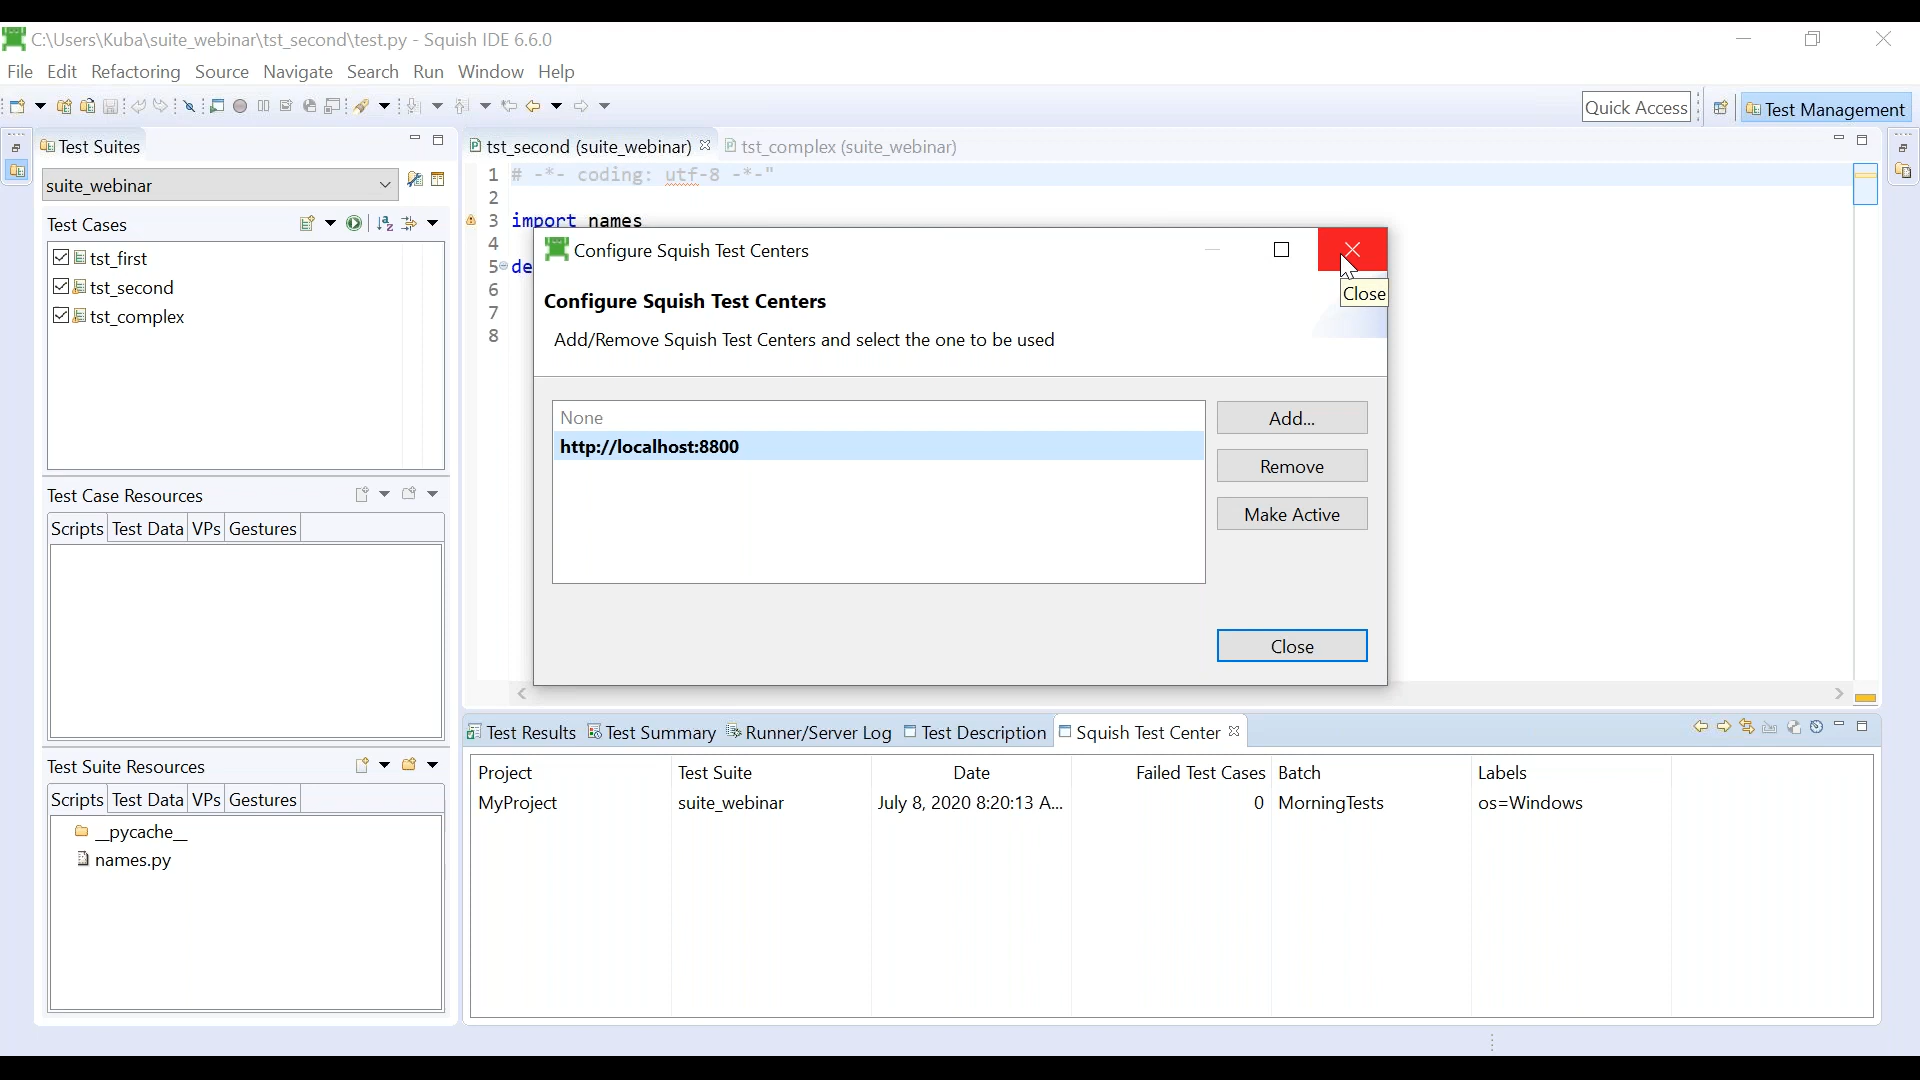 C:\Users\Kuba\suite_webinar\tst_second\test.py - Squish IDE 6.6.0
File Edit Refactoring Source Navigate Search Run Window Help
Quick Access
Test Management
Test Suites
tst_second (suite_webinar)
tst_complex (suite_webinar)
suite_webinar
1 # -*- coding: utf-8 -*-"
2
3 import names
4
5 de
6
7
8
Test Cases
tst_first
tst_second
tst_complex
Configure Squish Test Centers
Close
Configure Squish Test Centers
Add/Remove Squish Test Centers and select the one to be used
None
http://localhost:8800
Add...
Remove
Make Active
Close
Test Case Resources
Scripts Test Data VPs Gestures
Test Suite Resources
Scripts Test Data VPs Gestures
__pycache__
names.py
Test Results Test Summary Runner/Server Log Test Description Squish Test Center
Project Test Suite Date Failed Test Cases Batch Labels
MyProject suite_webinar July 8, 2020 8:20:13 A... 0 MorningTests os=Windows